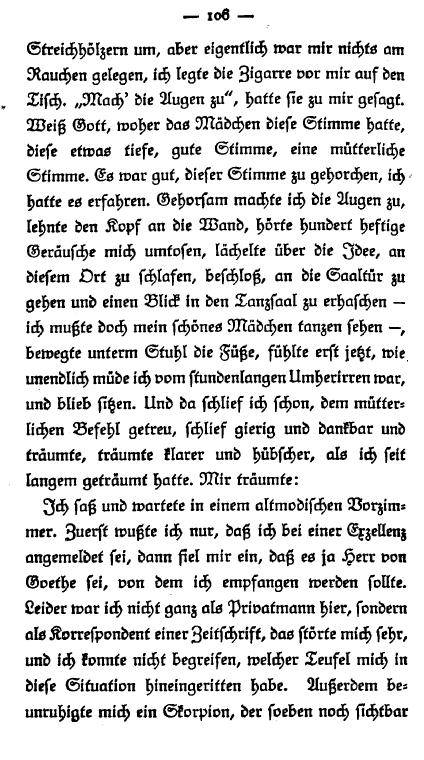 — 106 —
Streichhölzern um, aber eigentlich war mir nichts am
Rauchen gelegen, ich legte die Zigarre vor mir auf den
Tisch. „Mach’ die Augen zu“, hatte sie zu mir gesagt.
Weiß Gott, woher das Mädchen diese Stimme hatte,
diese etwas tiefe, gute Stimme, eine mütterliche
Stimme. Es war gut, dieser Stimme zu gehorchen, ich
hatte es erfahren. Gehorsam machte ich die Augen zu,
lehnte den Kopf an die Wand, hörte hundert heftige
Geräusche mich umtosen, lächelte über die Idee, an
diesem Ort zu schlafen, beschloß, an die Saaltür zu
gehen und einen Blick in den Tanzsaal zu erhaschen —
ich mußte doch mein schönes Mädchen tanzen sehen —,
bewegte unterm Stuhl die Füße, fühlte erst jetzt, wie
unendlich müde ich vom stundenlangen Umherirren war,
und blieb sitzen. Und da schlief ich schon, dem mütter-
lichen Befehl getreu, schlief gierig und dankbar und
träumte, träumte klarer und hübscher, als ich seit
langem geträumt hatte. Mir träumte:
Ich saß und wartete in einem altmodischen Vorzim-
mer. Zuerst wußte ich nur, daß ich bei einer Exzellenz
angemeldet sei, dann fiel mir ein, daß es ja Herr von
Goethe sei, von dem ich empfangen werden sollte.
Leider war ich nicht ganz als Privatmann hier, sondern
als Korrespondent einer Zeitschrift, das störte mich sehr,
und ich konnte nicht begreifen, welcher Teufel mich in
diese Situation hineingeritten habe. Außerdem be-
unruhigte mich ein Skorpion, der soeben noch sichtbar